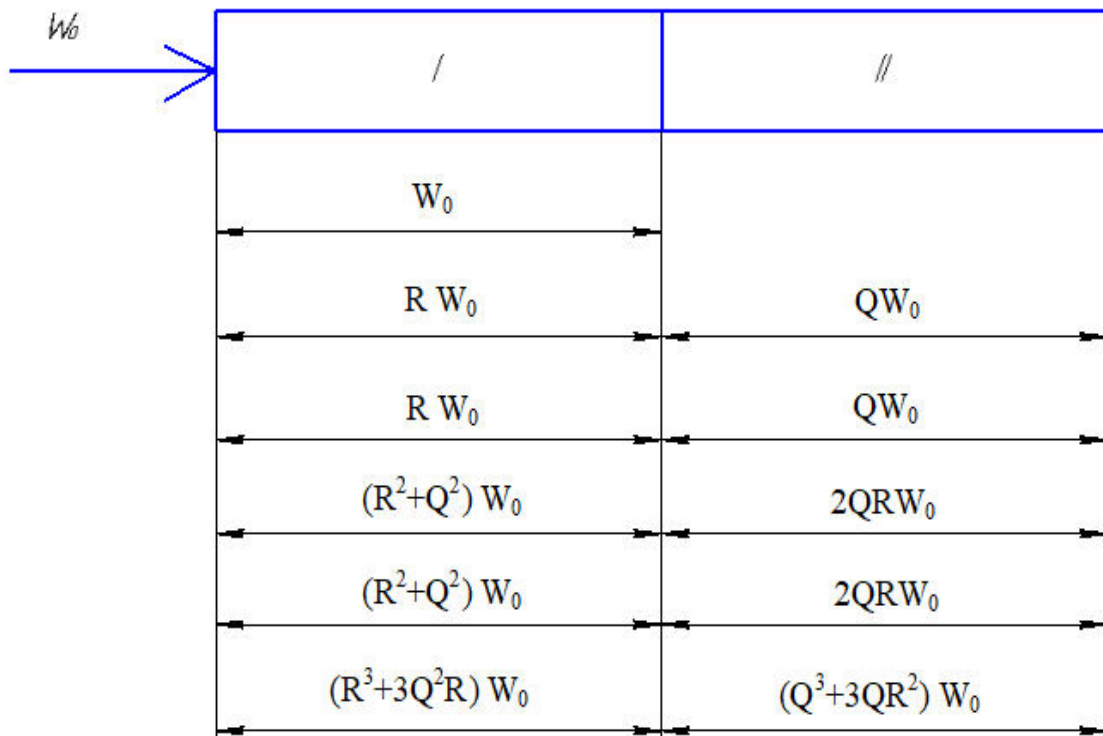 W₀
I II
W₀
R W₀ QW₀
R W₀ QW₀
(R²+Q²) W₀ 2QRW₀
(R²+Q²) W₀ 2QRW₀
(R³+3Q²R) W₀ (Q³+3QR²) W₀